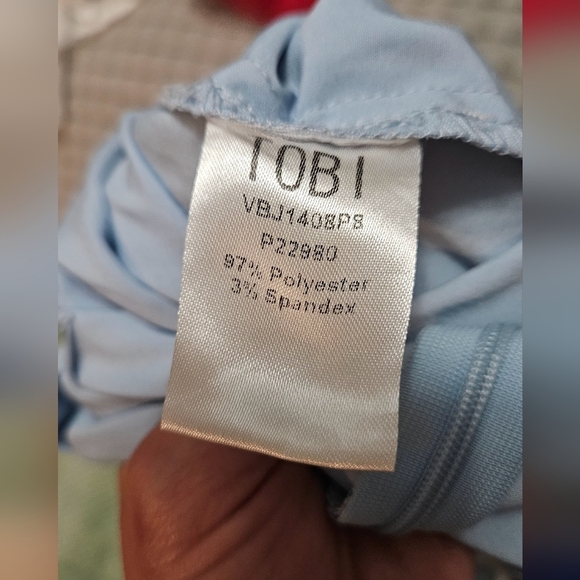 TOBI
VBJ1408P8
P22980
97% Polyester
3% Spandex